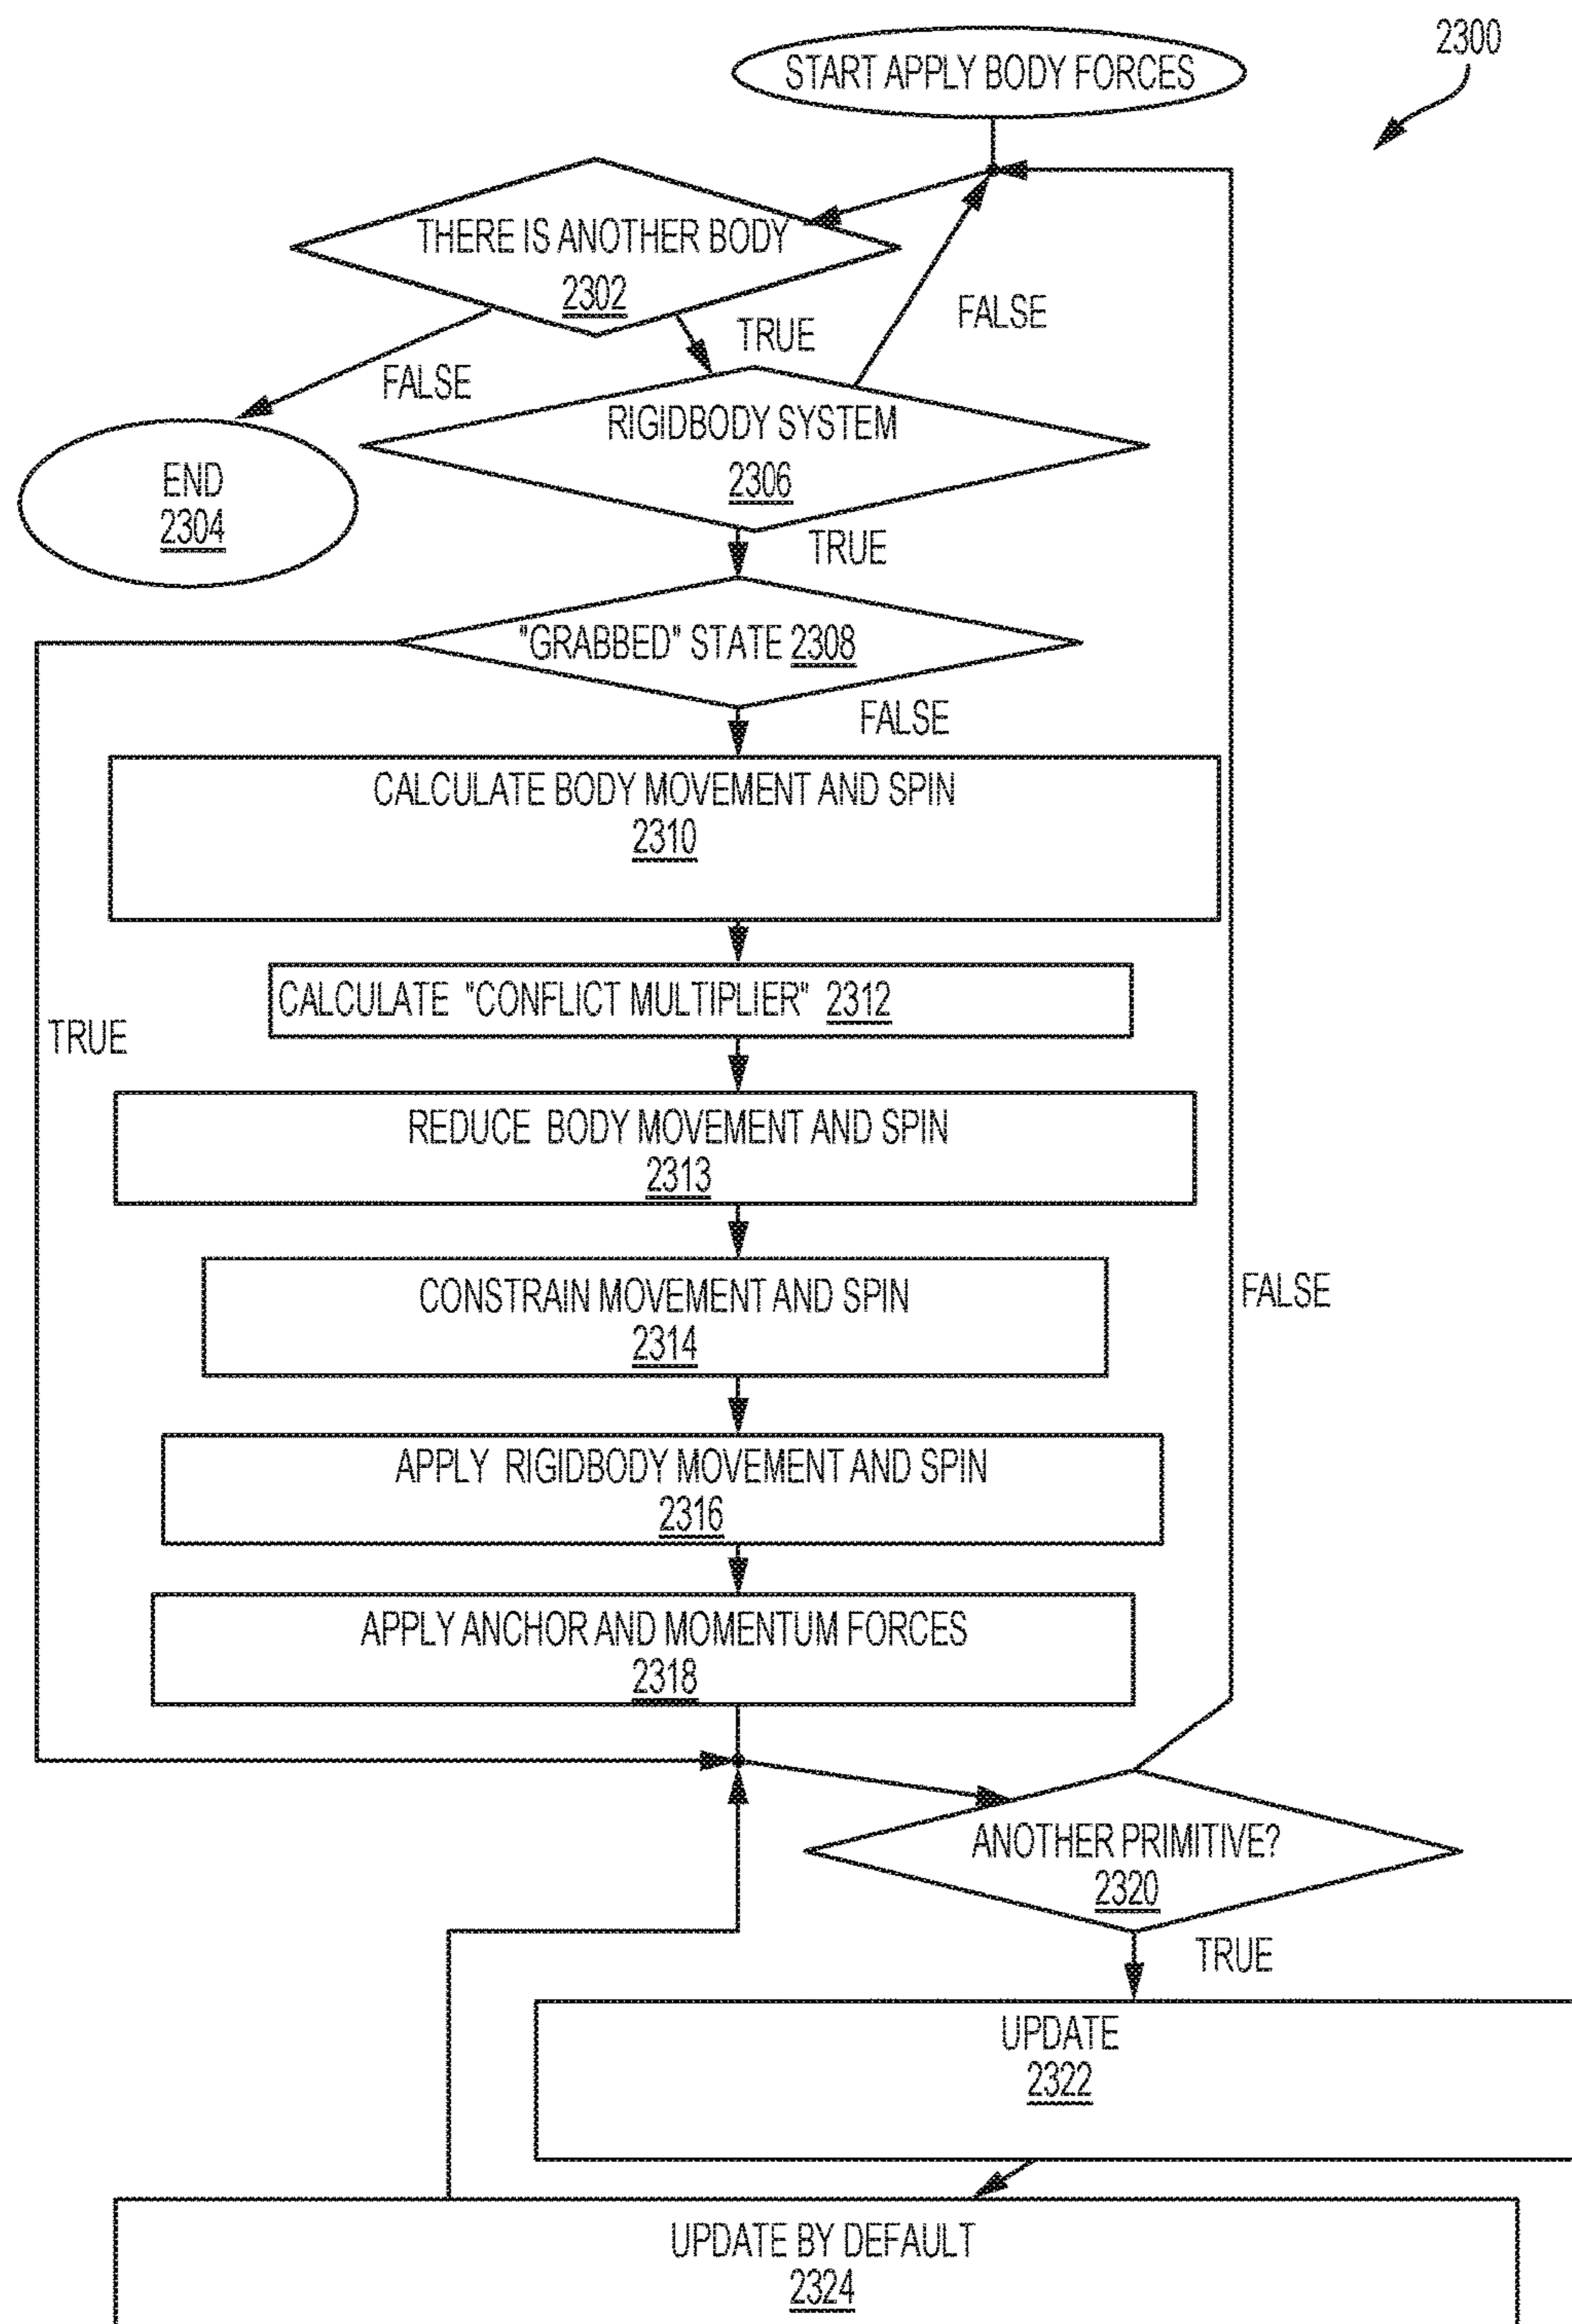 2300
START APPLY BODY FORCES
THERE IS ANOTHER BODY
2302
FALSE
TRUE
FALSE
END
2304
RIGIDBODY SYSTEM
2306
TRUE
"GRABBED" STATE 2308
FALSE
CALCULATE BODY MOVEMENT AND SPIN
2310
CALCULATE "CONFLICT MULTIPLIER" 2312
TRUE
REDUCE BODY MOVEMENT AND SPIN
2313
CONSTRAIN MOVEMENT AND SPIN
2314
FALSE
APPLY RIGIDBODY MOVEMENT AND SPIN
2316
APPLY ANCHOR AND MOMENTUM FORCES
2318
ANOTHER PRIMITIVE?
2320
TRUE
UPDATE
2322
UPDATE BY DEFAULT
2324